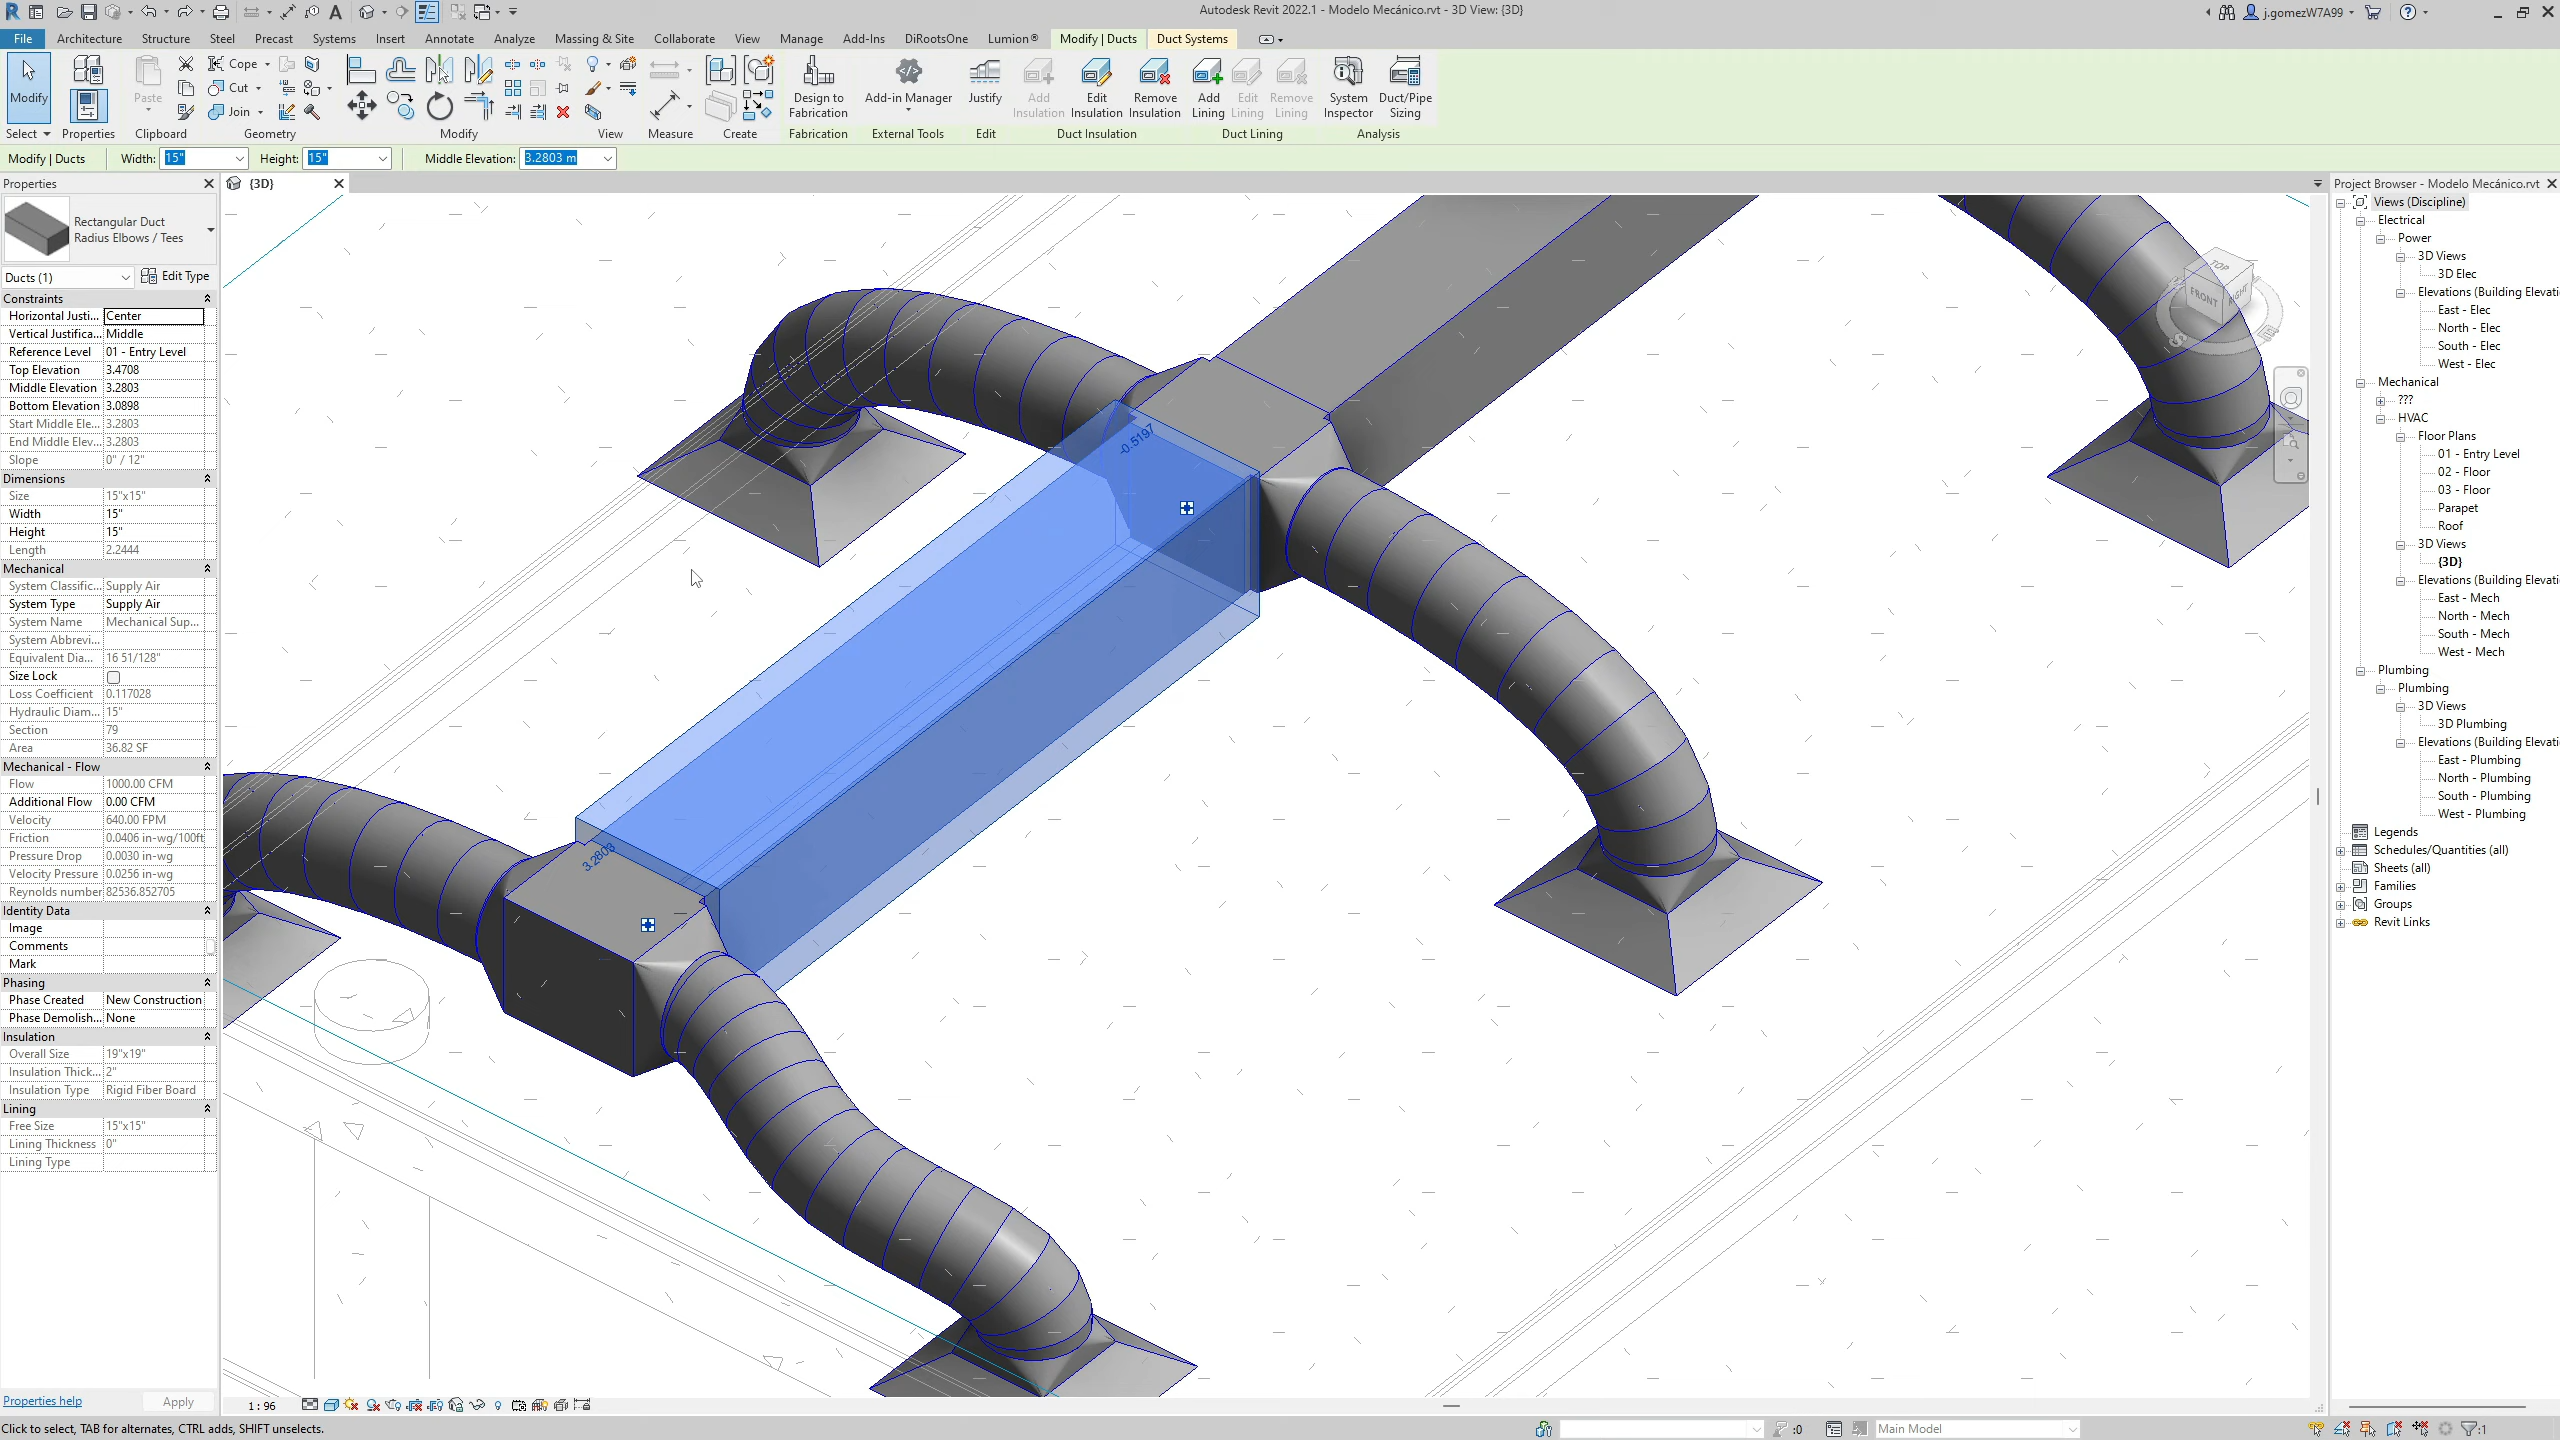 Autodesk Revit 2022.1 - Modelo Mecánico.rvt - 3D View: {3D}
j.gomezW7A99
File Architecture Structure Steel Precast Systems Insert Annotate Analyze Massing & Site Collaborate View Manage Add-Ins DiRootsOne Lumion® Modify | Ducts Duct Systems
Modify
Paste
Cope
Cut
Join
Design to Fabrication
Add-in Manager
Justify
Add Insulation
Edit Insulation
Remove Insulation
Add Lining
Edit Lining
Remove Lining
System Inspector
Duct/Pipe Sizing
Select Properties Clipboard Geometry Modify View Measure Create Fabrication External Tools Edit Duct Insulation Duct Lining Analysis
Modify | Ducts Width: 15" Height: 15" Middle Elevation: 3.2803 m
Properties
{3D}
Rectangular Duct
Radius Elbows / Tees
Ducts (1) Edit Type
Constraints
Horizontal Justi... Center
Vertical Justifica... Middle
Reference Level 01 - Entry Level
Top Elevation 3.4708
Middle Elevation 3.2803
Bottom Elevation 3.0898
Start Middle Ele... 3.2803
End Middle Elev... 3.2803
Slope 0" / 12"
Dimensions
Size 15"x15"
Width 15"
Height 15"
Length 2.2444
Mechanical
System Classific... Supply Air
System Type Supply Air
System Name Mechanical Sup...
System Abbrevi...
Equivalent Dia... 16 51/128"
Size Lock
Loss Coefficient 0.117028
Hydraulic Diam... 15"
Section 79
Area 36.82 SF
Mechanical - Flow
Flow 1000.00 CFM
Additional Flow 0.00 CFM
Velocity 640.00 FPM
Friction 0.0406 in-wg/100ft
Pressure Drop 0.0030 in-wg
Velocity Pressure 0.0256 in-wg
Reynolds number 82536.852705
Identity Data
Image
Comments
Mark
Phasing
Phase Created New Construction
Phase Demolish... None
Insulation
Overall Size 19"x19"
Insulation Thick... 2"
Insulation Type Rigid Fiber Board
Lining
Free Size 15"x15"
Lining Thickness 0"
Lining Type
Properties help Apply
-0.5197
3.2803
TOP
FRONT
RIGHT
S
E
1 : 96
Click to select, TAB for alternates, CTRL adds, SHIFT unselects.
:0
Main Model
:1
Project Browser - Modelo Mecánico.rvt
Views (Discipline)
Electrical
Power
3D Views
3D Elec
Elevations (Building Elevati
East - Elec
North - Elec
South - Elec
West - Elec
Mechanical
???
HVAC
Floor Plans
01 - Entry Level
02 - Floor
03 - Floor
Parapet
Roof
3D Views
{3D}
Elevations (Building Elevati
East - Mech
North - Mech
South - Mech
West - Mech
Plumbing
Plumbing
3D Views
3D Plumbing
Elevations (Building Elevati
East - Plumbing
North - Plumbing
South - Plumbing
West - Plumbing
Legends
Schedules/Quantities (all)
Sheets (all)
Families
Groups
Revit Links